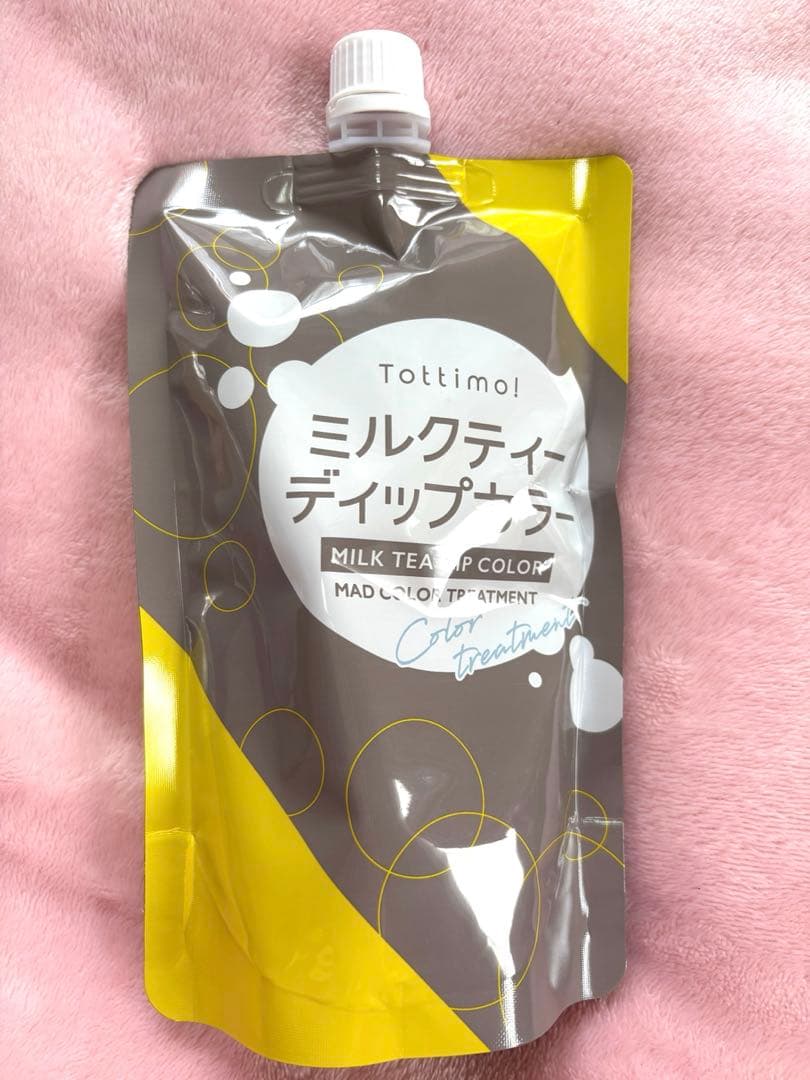 Tottimo!
ミルクティー
ディップカラー
MILK TEA DIP COLOR
MAD COLOR TREATMENT
Color
treatment